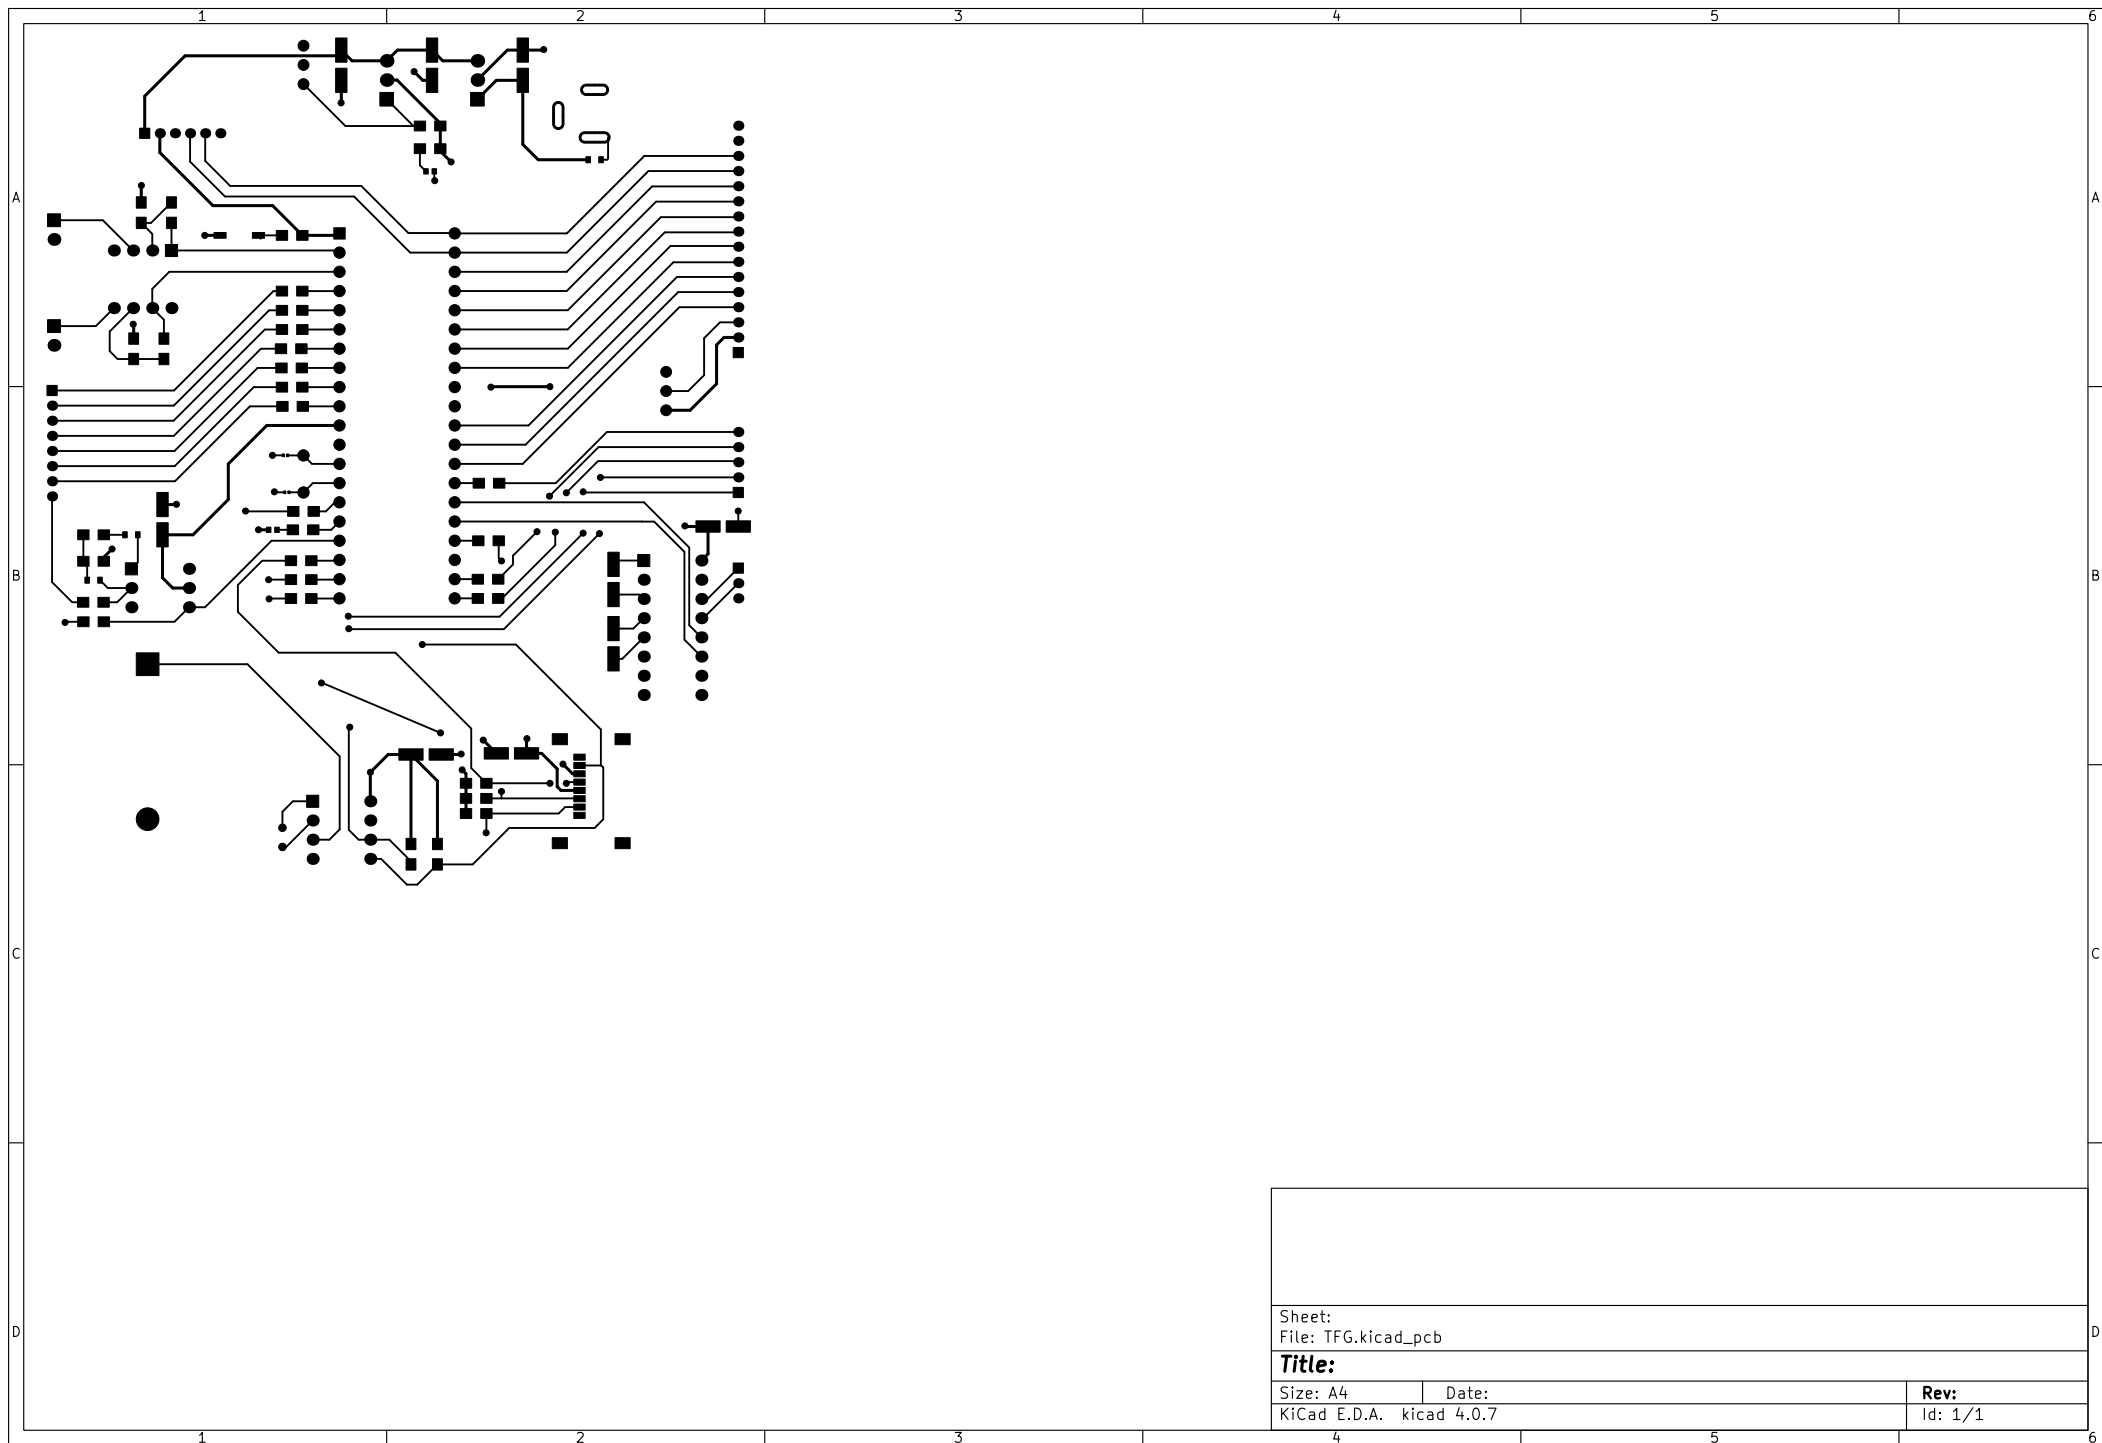 1 2 3 4 5 6
A A
B B
C C
D D
Sheet:
File: TFG.kicad_pcb
Title:
Size: A4 Date: Rev:
KiCad E.D.A. kicad 4.0.7 Id: 1/1
1 2 3 4 5 6